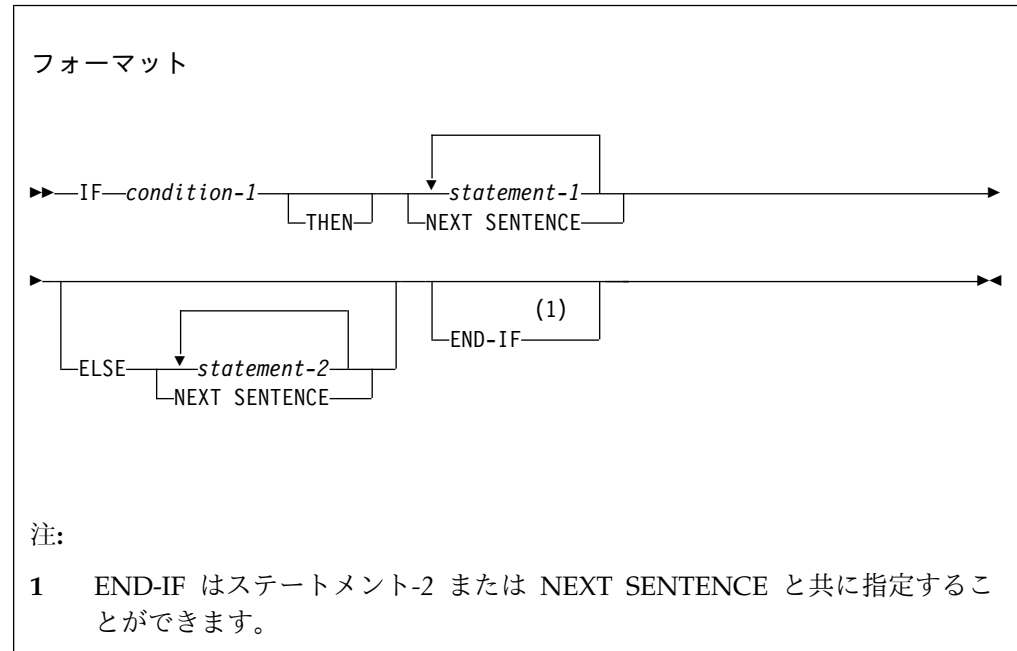 フォーマット
IF condition-1 statement-1
THEN NEXT SENTENCE
(1)
END-IF
ELSE statement-2
NEXT SENTENCE
注:
1 END-IF はステートメント-2 または NEXT SENTENCE と共に指定するこ
とができます。